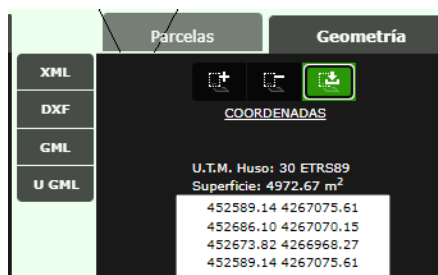 Parcelas Geometría
XML
DXF
COORDENADAS
GML
U.T.M. Huso: 30 ETRS89
U GML
Superficie: 4972.67 m²
452589.14 4267075.61
452686.10 4267070.15
452673.82 4266968.27
452589.14 4267075.61